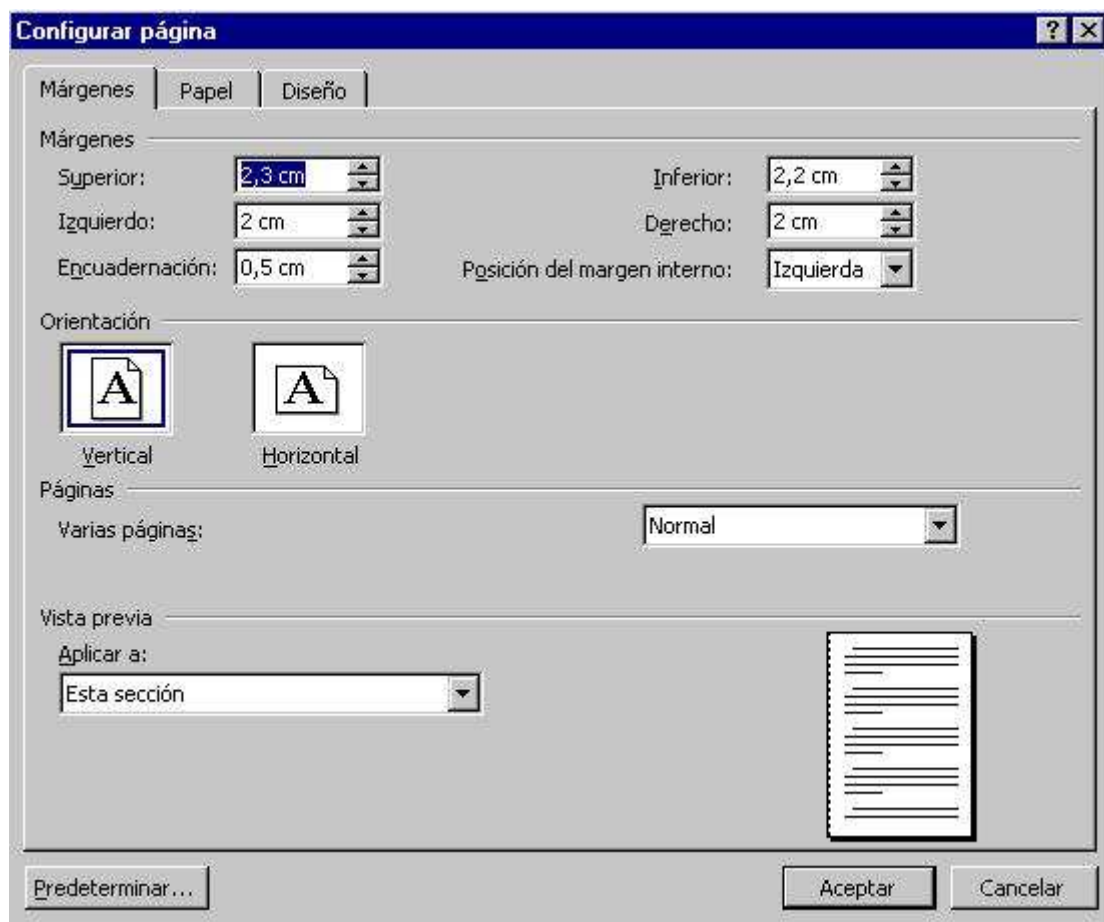 Configurar página
Márgenes Papel Diseño
Márgenes
Superior: 2,3 cm Inferior: 2,2 cm
Izquierdo: 2 cm Derecho: 2 cm
Encuadernación: 0,5 cm Posición del margen interno: Izquierda
Orientación
A A
Vertical Horizontal
Páginas
Varias páginas: Normal
Vista previa
Aplicar a:
Esta sección
Predeterminar... Aceptar Cancelar